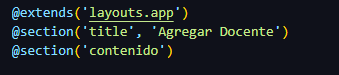 @extends('layouts.app')
@section('title', 'Agregar Docente')
@section('contenido')